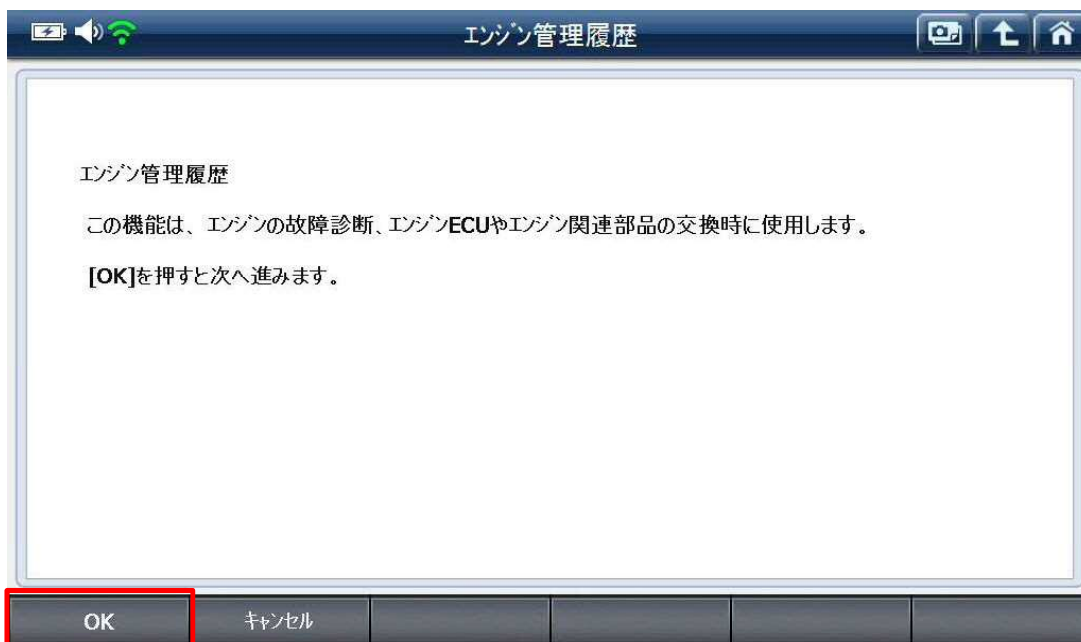 エンジン管理履歴
エンジン管理履歴
この機能は、エンジンの故障診断、エンジンECUやエンジン関連部品の交換時に使用します。
[OK]を押すと次へ進みます。
OK キャンセル